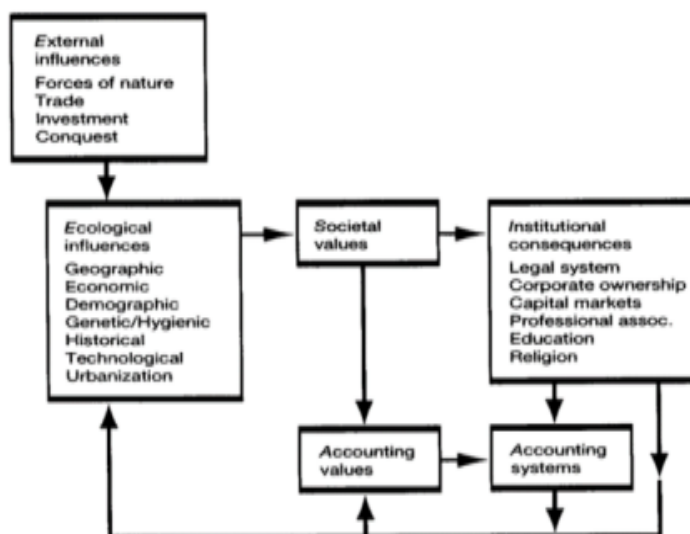 External
influences
Forces of nature
Trade
Investment
Conquest
Ecological
influences
Geographic
Economic
Demographic
Genetic/Hygienic
Historical
Technological
Urbanization
Societal
values
Institutional
consequences
Legal system
Corporate ownership
Capital markets
Professional assoc.
Education
Religion
Accounting
values
Accounting
systems